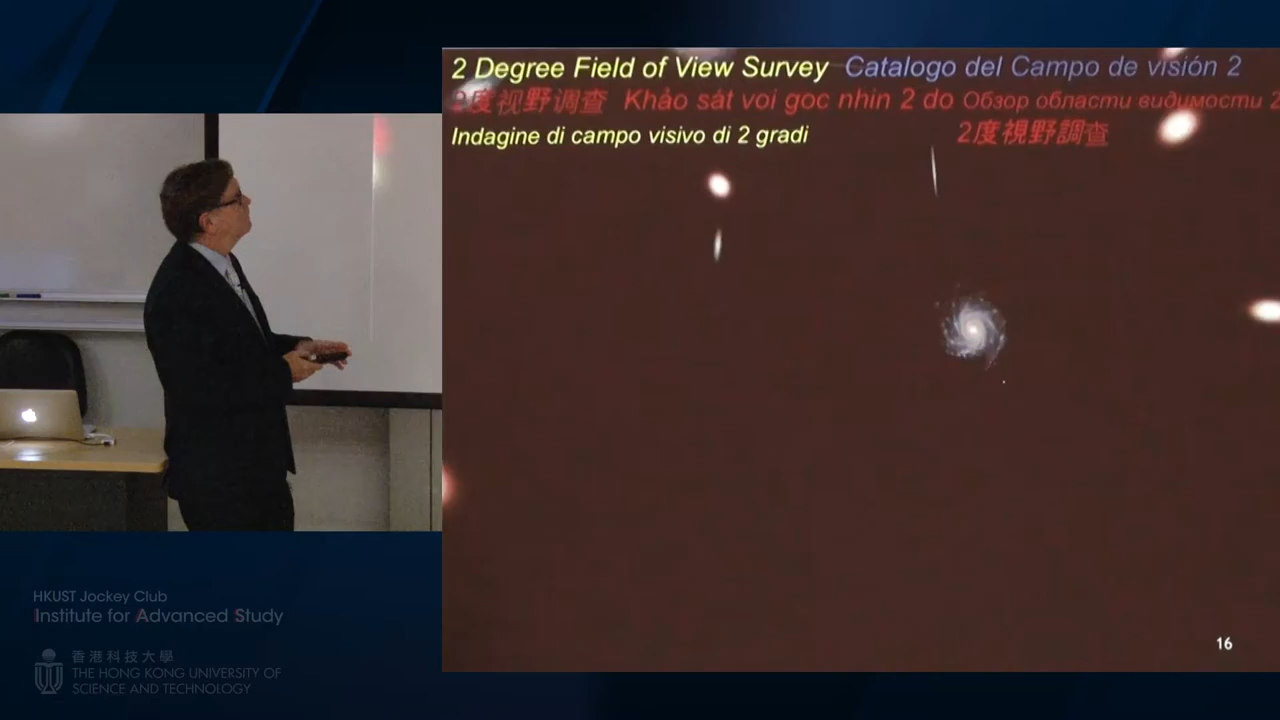 2 Degree Field of View Survey Catalogo del Campo de visión 2
2度视野调查 Khảo sát voi goc nhin 2 do Обзор области видимости 2
Indagine di campo visivo di 2 gradi 2度視野調查
16
HKUST Jockey Club
Institute for Advanced Study
香港科技大學
THE HONG KONG UNIVERSITY OF
SCIENCE AND TECHNOLOGY